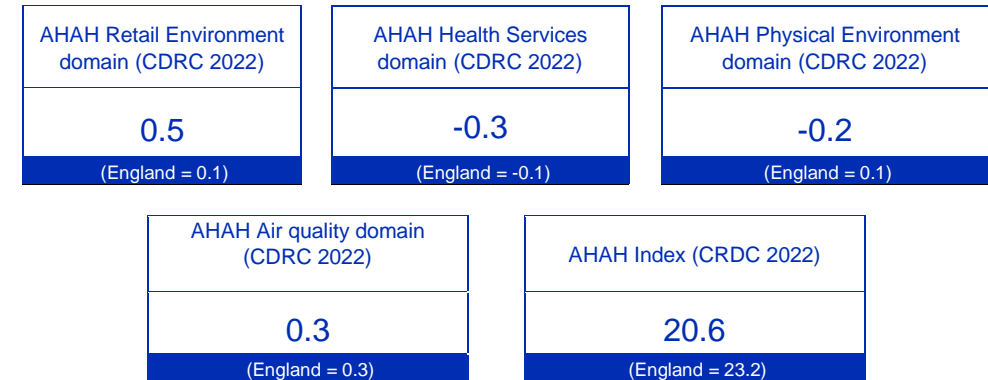 AHAH Retail Environment
domain (CDRC 2022)
0.5
(England = 0.1)
AHAH Health Services
domain (CDRC 2022)
-0.3
(England = -0.1)
AHAH Physical Environment
domain (CDRC 2022)
-0.2
(England = 0.1)
AHAH Air quality domain
(CDRC 2022)
0.3
(England = 0.3)
AHAH Index (CRDC 2022)
20.6
(England = 23.2)